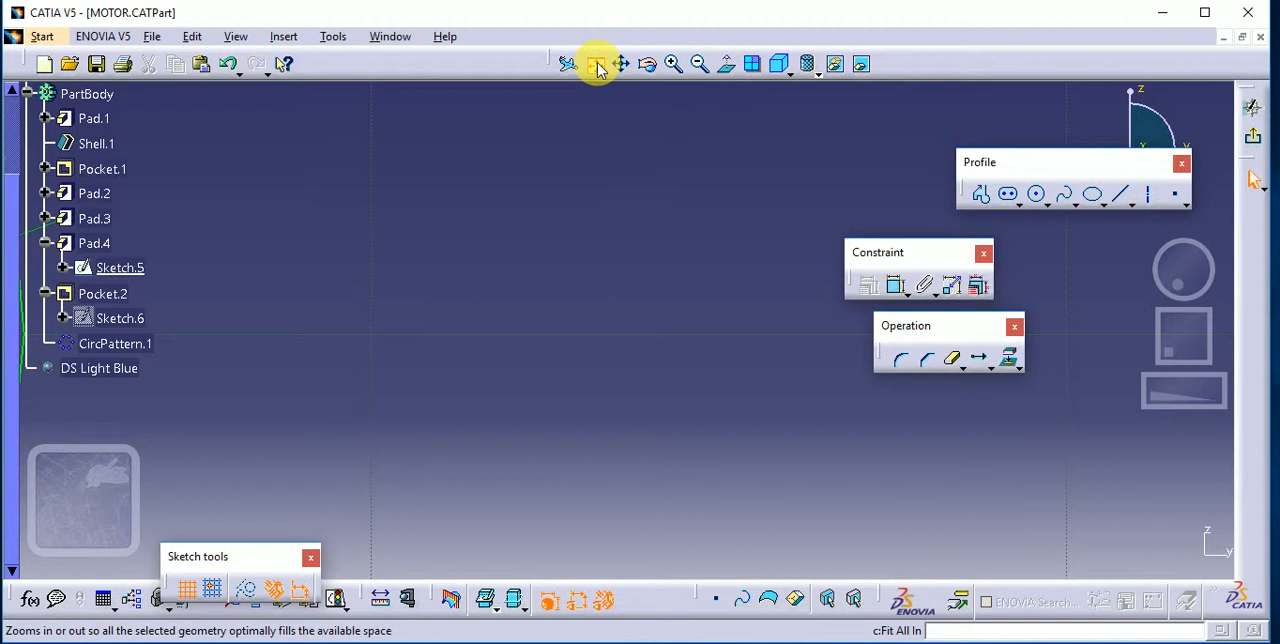 CATIA V5 - [MOTOR.CATPart]
Start ENOVIA V5 File Edit View Insert Tools Window Help
PartBody
Pad.1
Shell.1
Pocket.1
Pad.2
Pad.3
Pad.4
Sketch.5
Pocket.2
Sketch.6
CircPattern.1
DS Light Blue
z
x y
Profile
Constraint
Operation
Sketch tools
z
y
f(x) ENOVIA ENOVIA Search... CATIA
Zooms in or out so all the selected geometry optimally fills the available space c:Fit All In